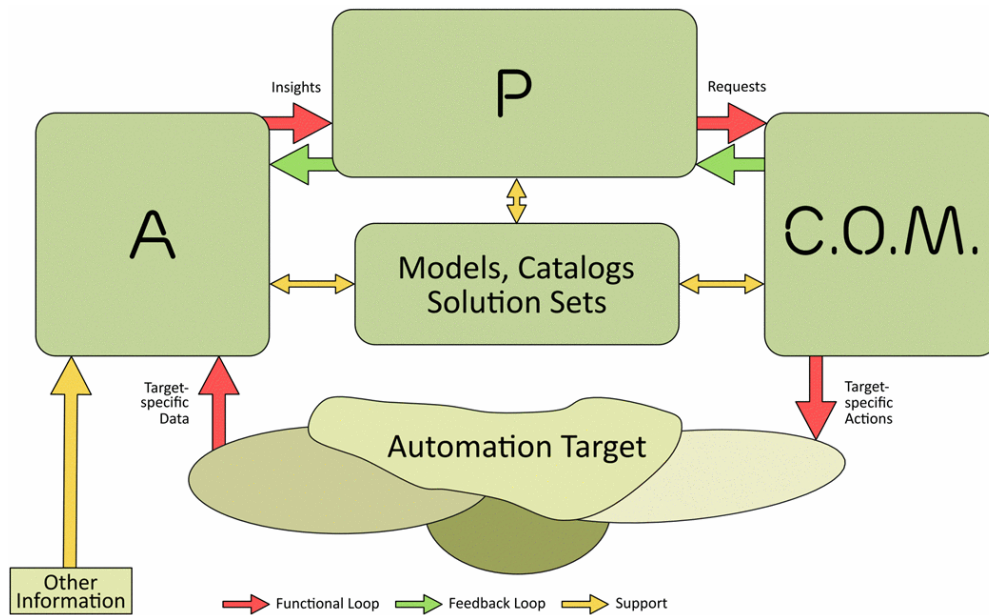 P
Insights
Requests
A
C.O.M.
Models, Catalogs
Solution Sets
Target-
specific
Data
Target-
specific
Actions
Automation Target
Other
Information
Functional Loop
Feedback Loop
Support